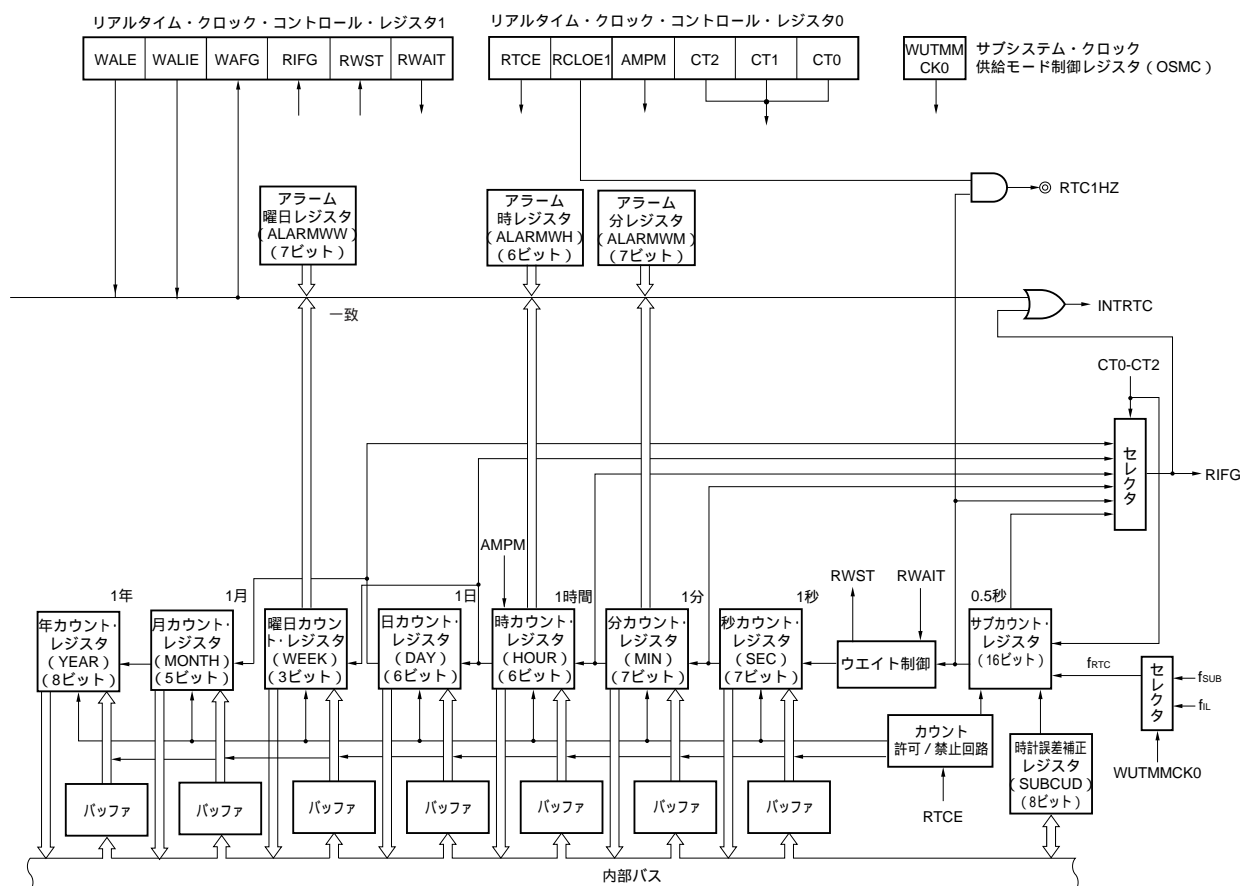 リアルタイム・クロック・コントロール・レジスタ1
リアルタイム・クロック・コントロール・レジスタ0
WALE WALIE WAFG RIFG RWST RWAIT
RTCE RCLOE1 AMPM CT2 CT1 CT0
WUTMM
CK0
サブシステム・クロック
供給モード制御レジスタ(OSMC)
アラーム
曜日レジスタ
(ALARMWW)
(7ビット)
アラーム
時レジスタ
(ALARMWH)
(6ビット)
アラーム
分レジスタ
(ALARMWM)
(7ビット)
RTC1HZ
一致
INTRTC
CT0-CT2
セレクタ
RIFG
AMPM
RWST
RWAIT
1年
1月
1日
1時間
1分
1秒
0.5秒
年カウント・
レジスタ
(YEAR)
(8ビット)
月カウント・
レジスタ
(MONTH)
(5ビット)
曜日カウン
ト・レジスタ
(WEEK)
(3ビット)
日カウント・
レジスタ
(DAY)
(6ビット)
時カウント・
レジスタ
(HOUR)
(6ビット)
分カウント・
レジスタ
(MIN)
(7ビット)
秒カウント・
レジスタ
(SEC)
(7ビット)
ウエイト制御
サブカウント・
レジスタ
(16ビット)
fRTC
セレクタ
fSUB
fIL
WUTMMCK0
カウント
許可/禁止回路
RTCE
時計誤差補正
レジスタ
(SUBCUD)
(8ビット)
バッファ
バッファ
バッファ
バッファ
バッファ
バッファ
バッファ
内部バス